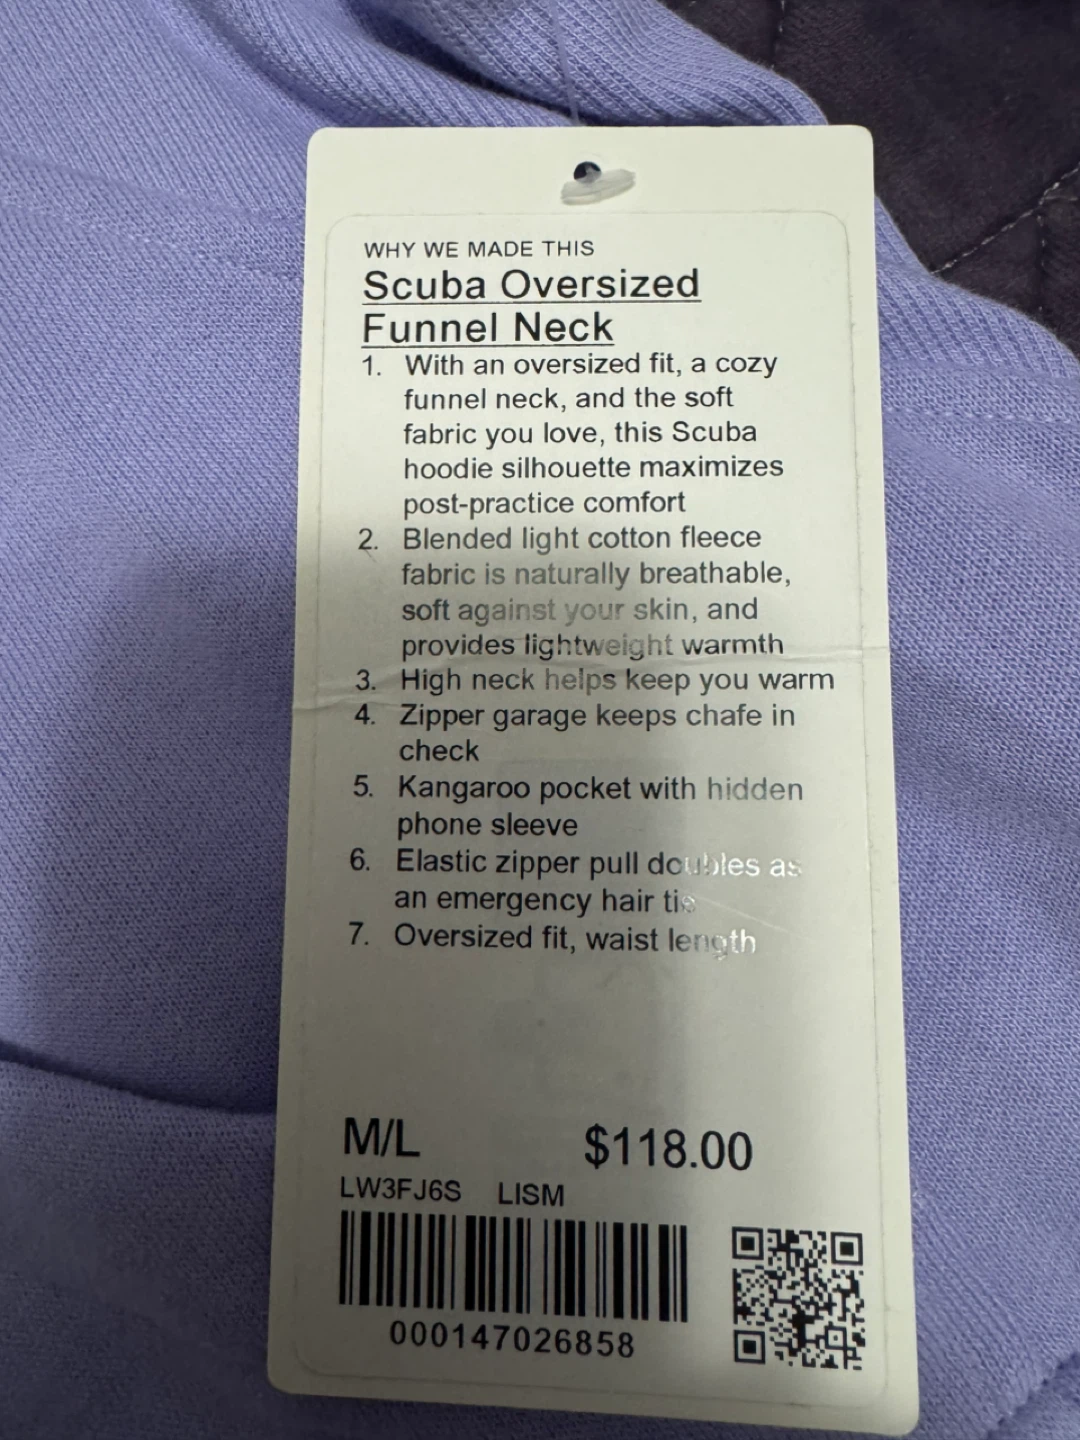 WHY WE MADE THIS
Scuba Oversized
Funnel Neck
1. With an oversized fit, a cozy
funnel neck, and the soft
fabric you love, this Scuba
hoodie silhouette maximizes
post-practice comfort
2. Blended light cotton fleece
fabric is naturally breathable,
soft against your skin, and
provides lightweight warmth
3. High neck helps keep you warm
4. Zipper garage keeps chafe in
check
5. Kangaroo pocket with hidden
phone sleeve
6. Elastic zipper pull doubles as
an emergency hair tie
7. Oversized fit, waist length
M/L $118.00
LW3FJ6S LISM
000147026858